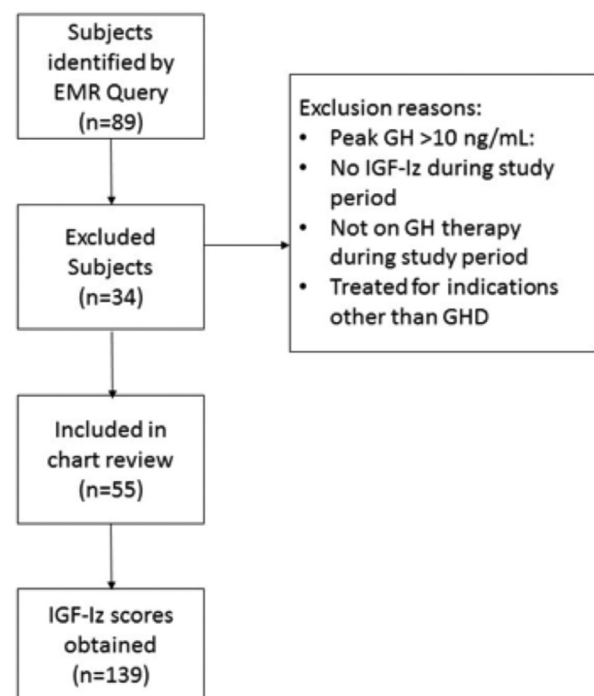 Subjects
identified by
EMR Query
(n=89)
Exclusion reasons:
• Peak GH >10 ng/mL:
• No IGF-Iz during study
period
• Not on GH therapy
during study period
• Treated for indications
other than GHD
Excluded
Subjects
(n=34)
Included in
chart review
(n=55)
IGF-Iz scores
obtained
(n=139)